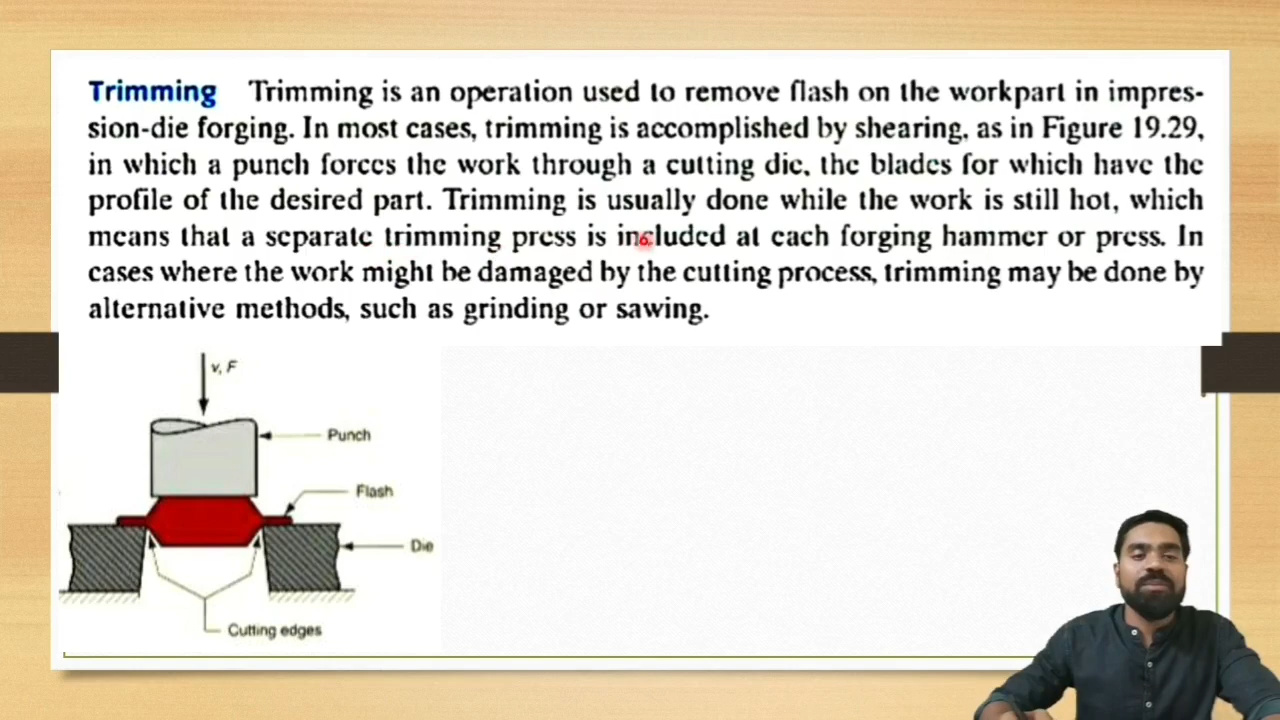 Trimming Trimming is an operation used to remove flash on the workpart in impres-
sion-die forging. In most cases, trimming is accomplished by shearing, as in Figure 19.29,
in which a punch forces the work through a cutting die, the blades for which have the
profile of the desired part. Trimming is usually done while the work is still hot, which
means that a separate trimming press is included at each forging hammer or press. In
cases where the work might be damaged by the cutting process, trimming may be done by
alternative methods, such as grinding or sawing.
v, F
Punch
Flash
Die
Cutting edges